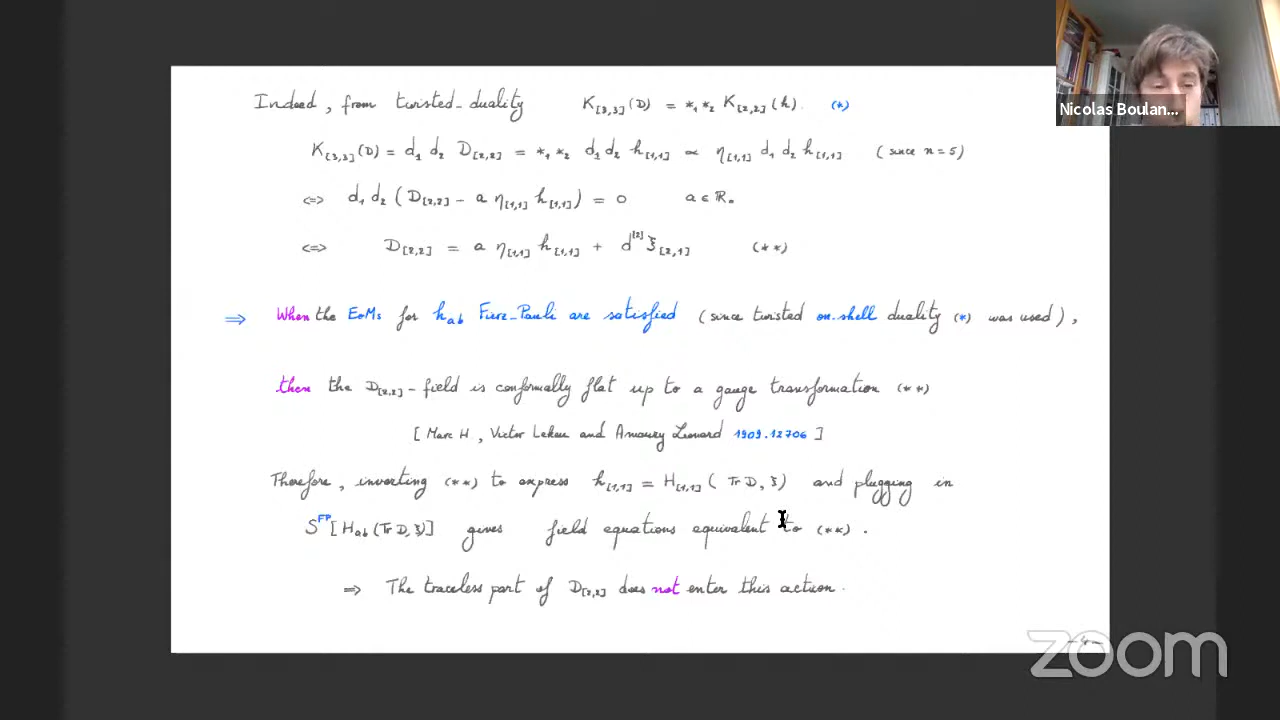 Indeed, from twisted-duality K[3,3](D) = *₁ *₂ K[2,2](h). (*)
K[3,3](D) = d₁ d₂ D[2,2] = *₁ *₂ d₁ d₂ h[1,1] ∝ η[1,1] d₁ d₂ h[1,1] (since n=5)
<=> d₁ d₂ (D[2,2] - a η[1,1] h[1,1]) = 0 a ∈ ℝ₀
<=> D[2,2] = a η[1,1] h[1,1] + d^[2] ξ[2,1] (**)
⇒ When the EoMs for h_ab Fierz-Pauli are satisfied (since twisted on-shell duality (*) was used),
then the D[2,2]-field is conformally flat up to a gauge transformation (**)
[Marc H, Victor Lekeu and Amaury Leonard 1909.12706]
Therefore, inverting (**) to express h[1,1] = H[1,1](Tr D, ξ) and plugging in
S^FP[H_ab(Tr D, ξ)] gives field equations equivalent to (**).
⇒ The traceless part of D[2,2] does not enter this action.
Nicolas Boulan...
zoom